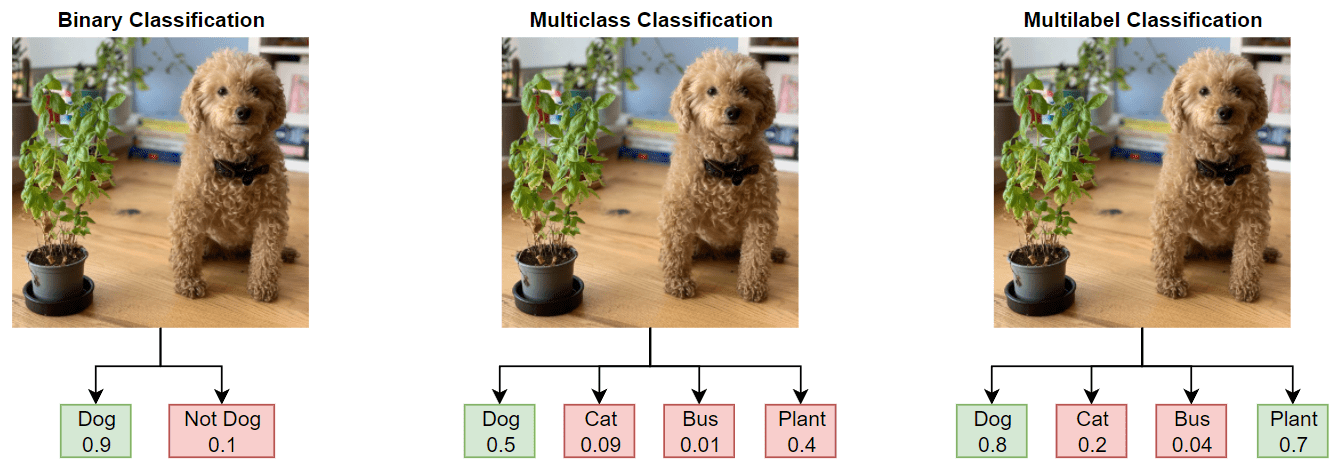 Binary Classification
Multiclass Classification
Multilabel Classification
Dog
0.9
Not Dog
0.1
Dog
0.5
Cat
0.09
Bus
0.01
Plant
0.4
Dog
0.8
Cat
0.2
Bus
0.04
Plant
0.7